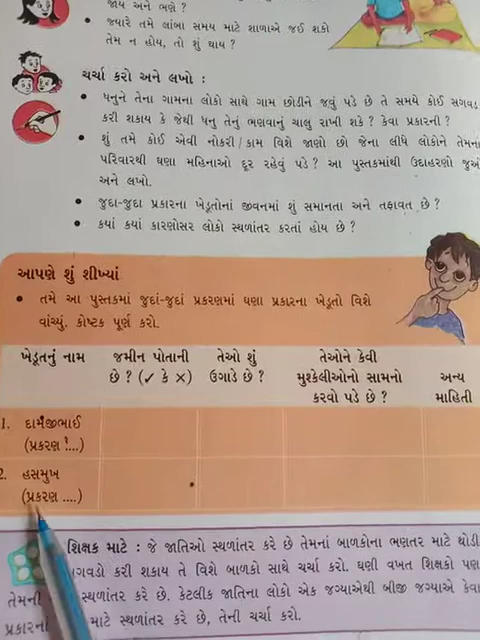 જાય અને ભણે ?
જ્યારે તમે લાંબા સમય માટે શાળાએ જઈ શકો
તેમ ન હોય, તો શું થાય ?
ચર્ચા કરો અને લખો :
ધનુને તેના ગામના લોકો સાથે ગામ છોડીને જવું પડે છે તે સમયે કોઈ સગવડ
કરી શકાય કે જેથી ધનુ તેનું ભણવાનું ચાલુ રાખી શકે ? કેવા પ્રકારની ?
શું તમે કોઈ એવી નોકરી/કામ વિશે જાણો છો જેના લીધે લોકોને તેમના
પરિવારથી ઘણા મહિનાઓ દૂર રહેવું પડે ? આ પુસ્તકમાંથી ઉદાહરણો જુઓ
અને લખો.
જુદા-જુદા પ્રકારના ખેડૂતોનાં જીવનમાં શું સમાનતા અને તફાવત છે ?
કયાં કયાં કારણોસર લોકો સ્થળાંતર કરતાં હોય છે ?
આપણે શું શીખ્યાં
તમે આ પુસ્તકમાં જુદાં-જુદાં પ્રકરણમાં ઘણા પ્રકારના ખેડૂતો વિશે
વાંચ્યું. કોષ્ટક પૂર્ણ કરો.
ખેડૂતનું નામ જમીન પોતાની તેઓ શું તેઓને કેવી
છે ? (✓ કે ×) ઉગાડે છે ? મુશ્કેલીઓનો સામનો અન્ય
કરવો પડે છે ? માહિતી
1. દામજીભાઈ
(પ્રકરણ ....)
2. હસમુખ
(પ્રકરણ ....)
શિક્ષક માટે : જે જાતિઓ સ્થળાંતર કરે છે તેમનાં બાળકોના ભણતર માટે થોડી
સગવડો કરી શકાય તે વિશે બાળકો સાથે ચર્ચા કરો. ઘણી વખત શિક્ષકો પણ
તેમની સ્થળાંતર કરે છે. કેટલીક જાતિના લોકો એક જગ્યાએથી બીજી જગ્યાએ કેવા
પ્રકારના માટે સ્થળાંતર કરે છે, તેની ચર્ચા કરો.